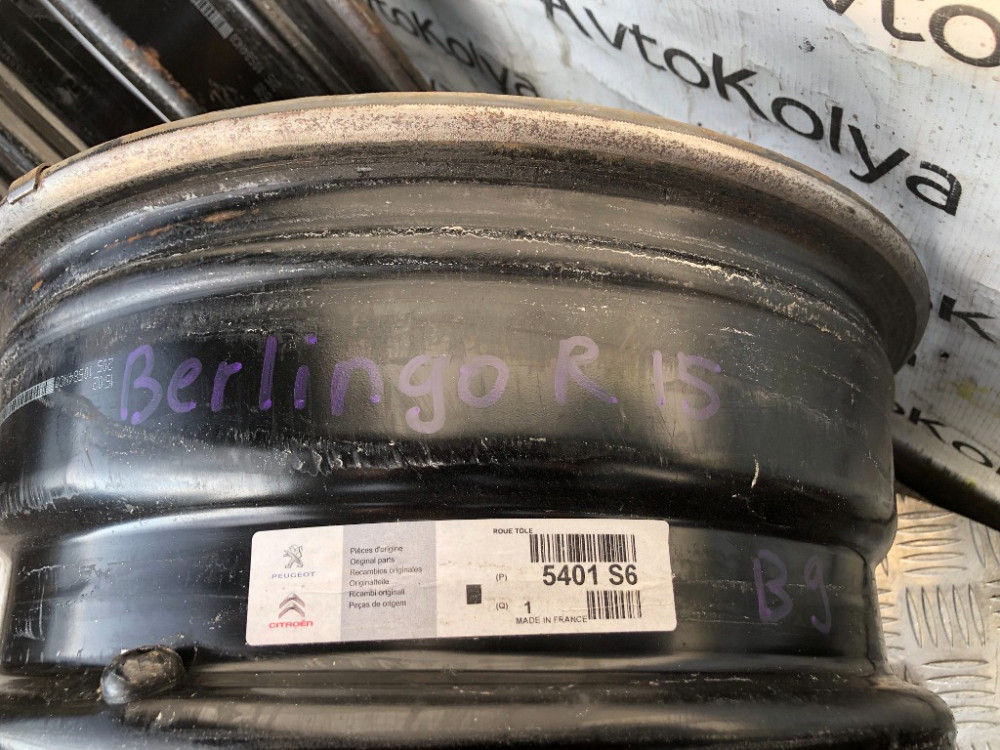 AvtoKolya
AvtoKolya
Berlingo R 15
ROUE TOLE
PEUGEOT
CITROËN
Pièces d'origine
Original parts
Recambios originales
Originalteile
Ricambi originali
Peças de origem
(P) 5401 S6
(Q) 1
MADE IN FRANCE
B9